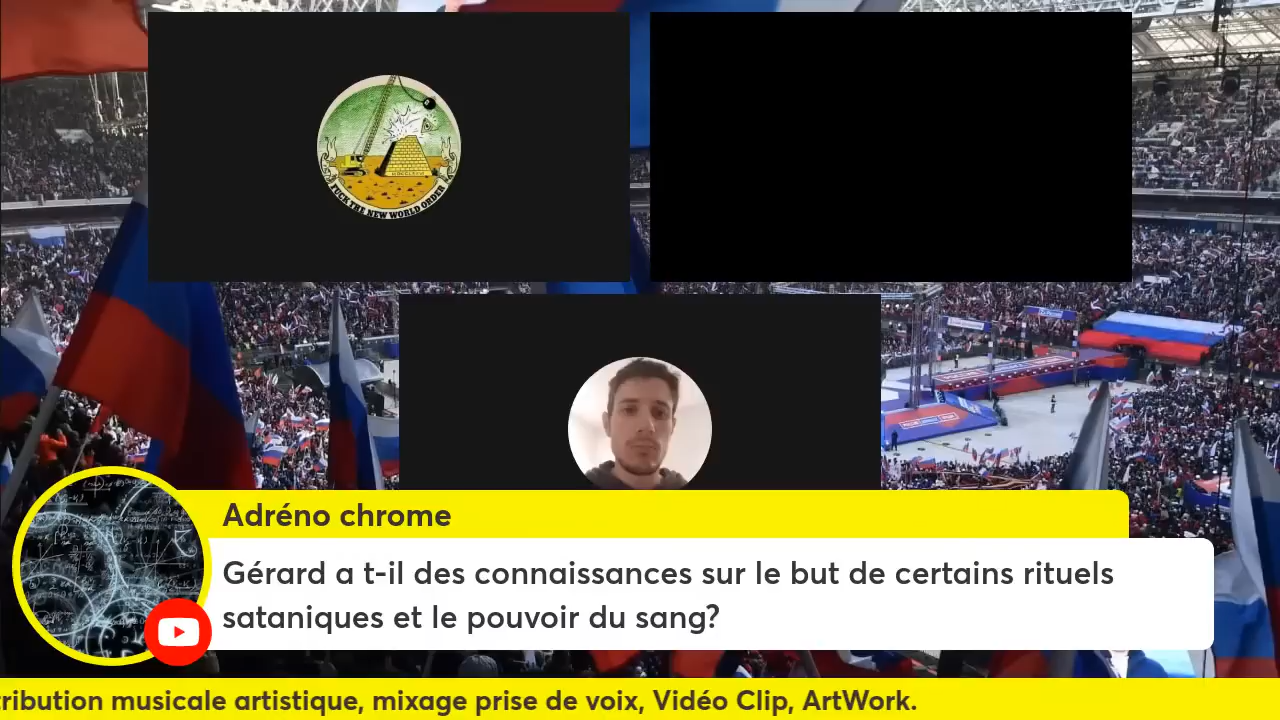 FUCK THE NEW WORLD ORDER
Adréno chrome
Gérard a t-il des connaissances sur le but de certains rituels
sataniques et le pouvoir du sang?
tribution musicale artistique, mixage prise de voix, Vidéo Clip, ArtWork.